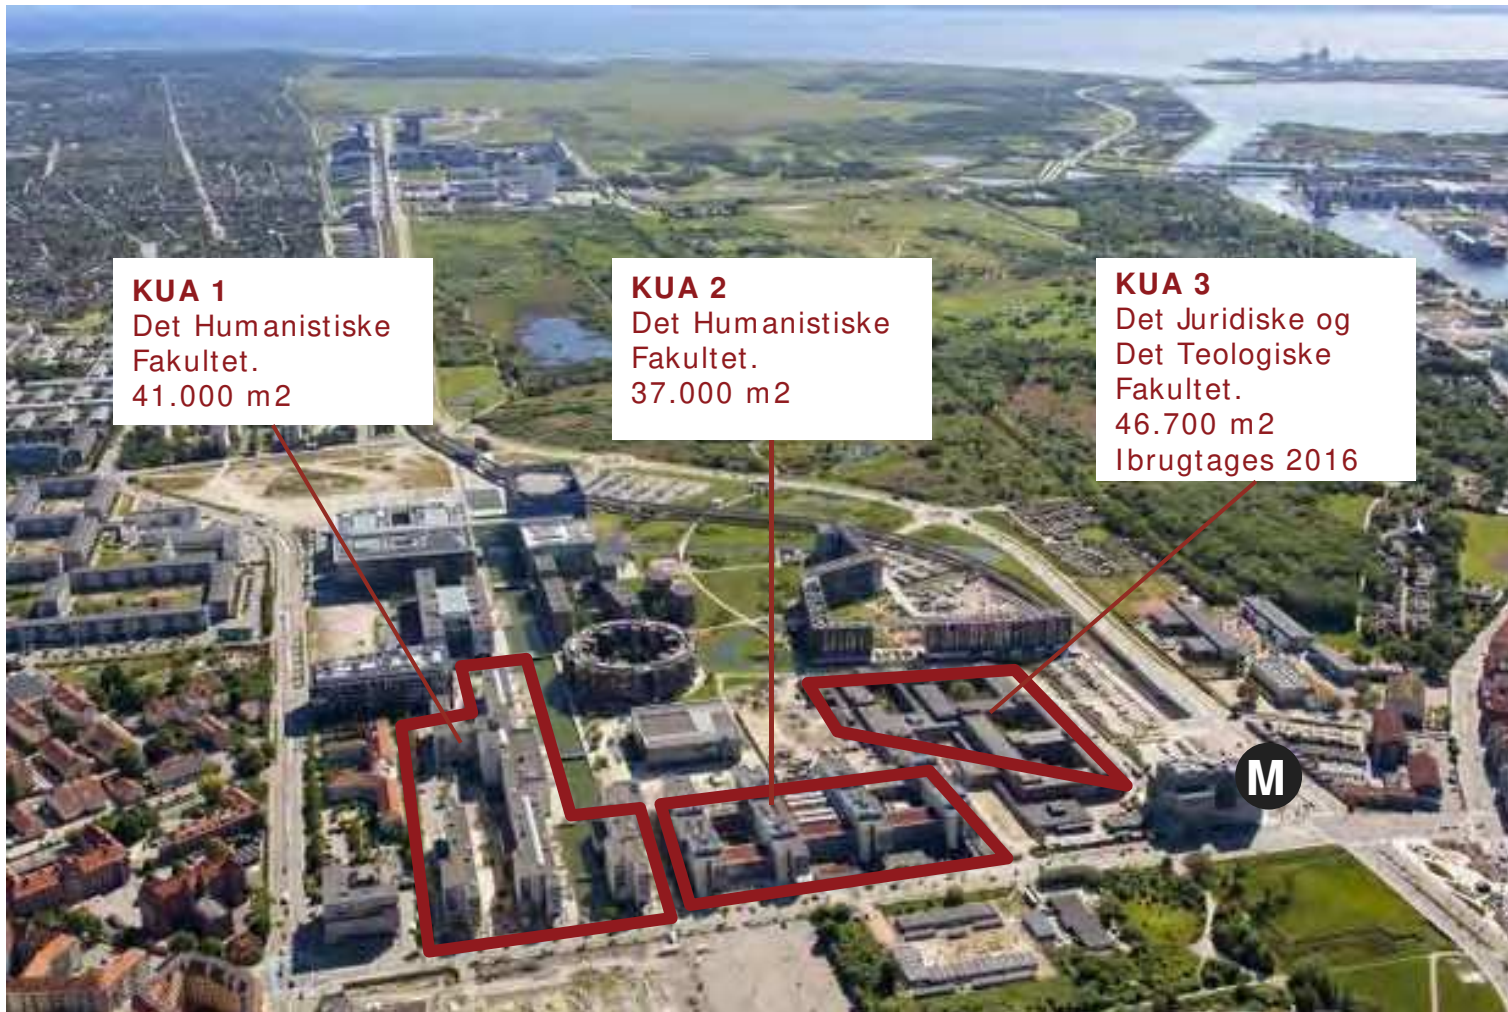 KUA 1
Det Humanistiske
Fakultet.
41.000 m2
KUA 2
Det Humanistiske
Fakultet.
37.000 m2
KUA 3
Det Juridiske og
Det Teologiske
Fakultet.
46.700 m2
Ibrugtages 2016
M